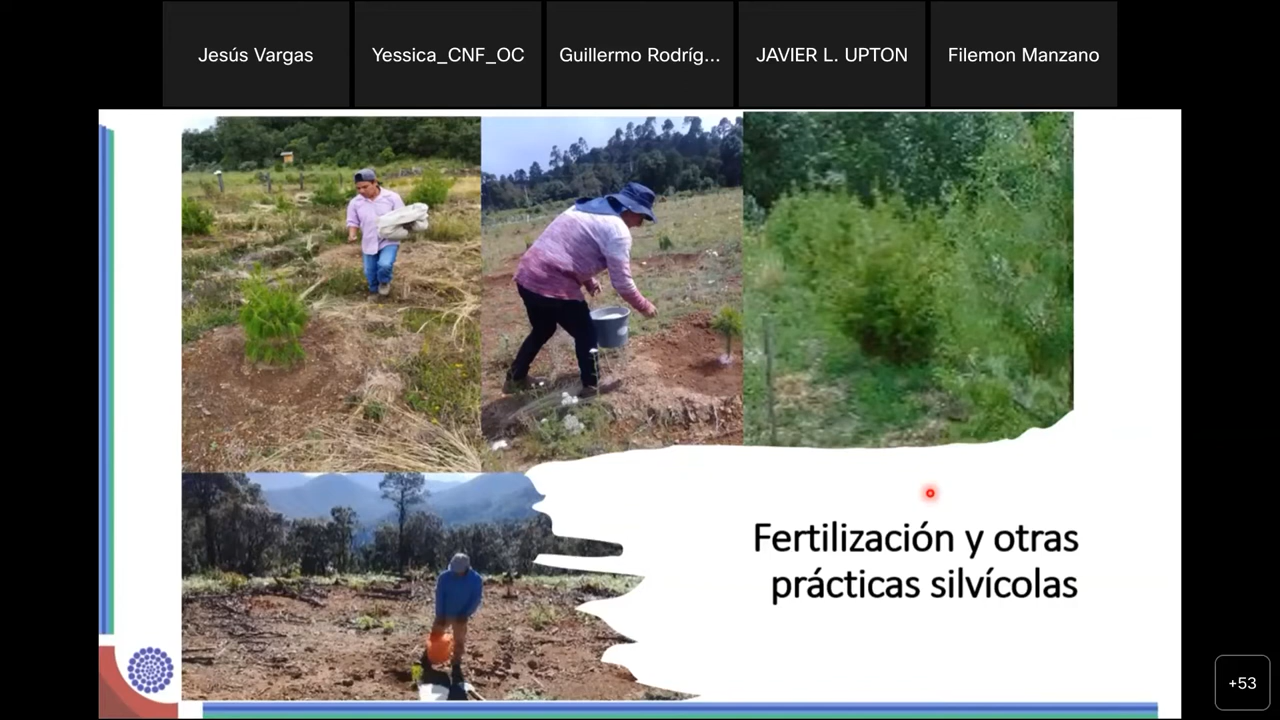 Jesús Vargas
Yessica_CNF_OC
Guillermo Rodríg...
JAVIER L. UPTON
Filemon Manzano
Fertilización y otras
prácticas silvícolas
+53